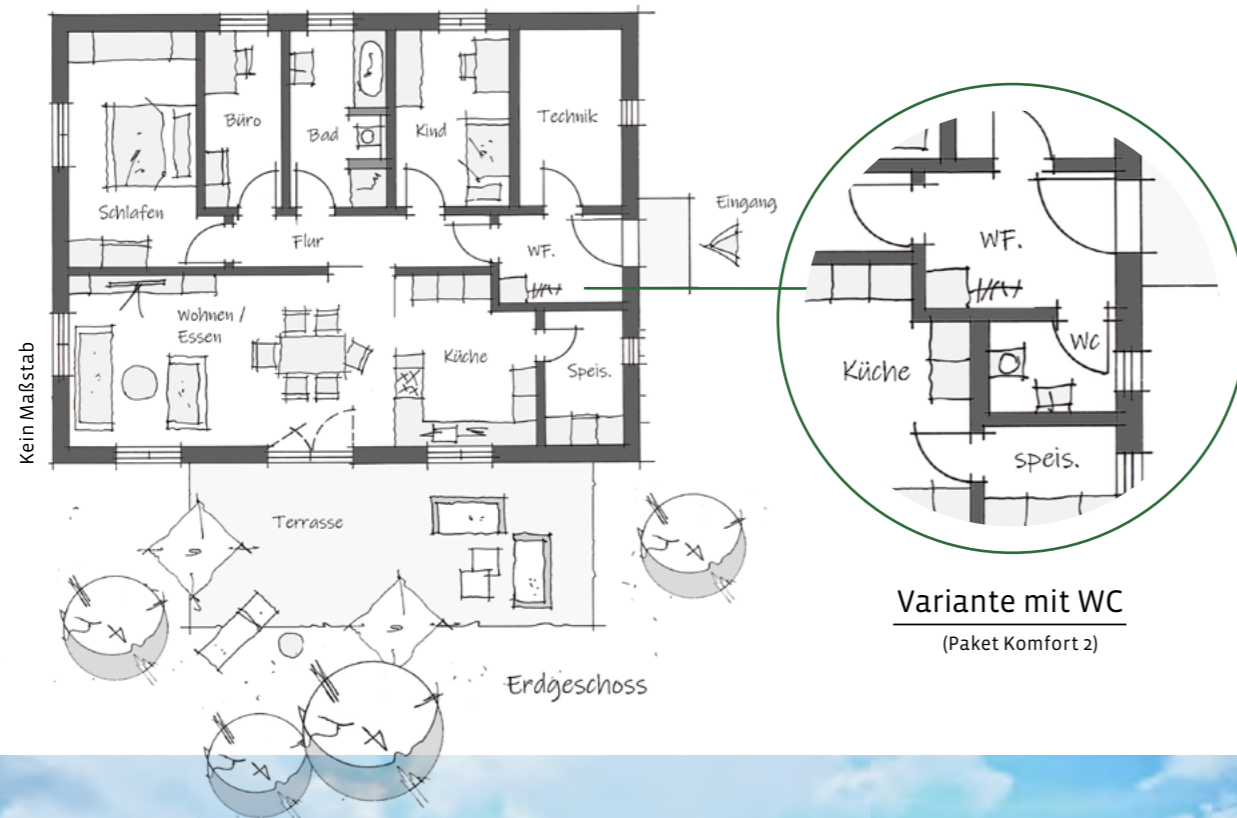 Büro
Bad
Kind
Technik
Schlafen
Flur
WF.
Eingang
Wohnen /
Essen
Küche
Speis.
Kein Maßstab
Terrasse
Erdgeschoss
WF.
WC
Küche
speis.
Variante mit WC
(Paket Komfort 2)